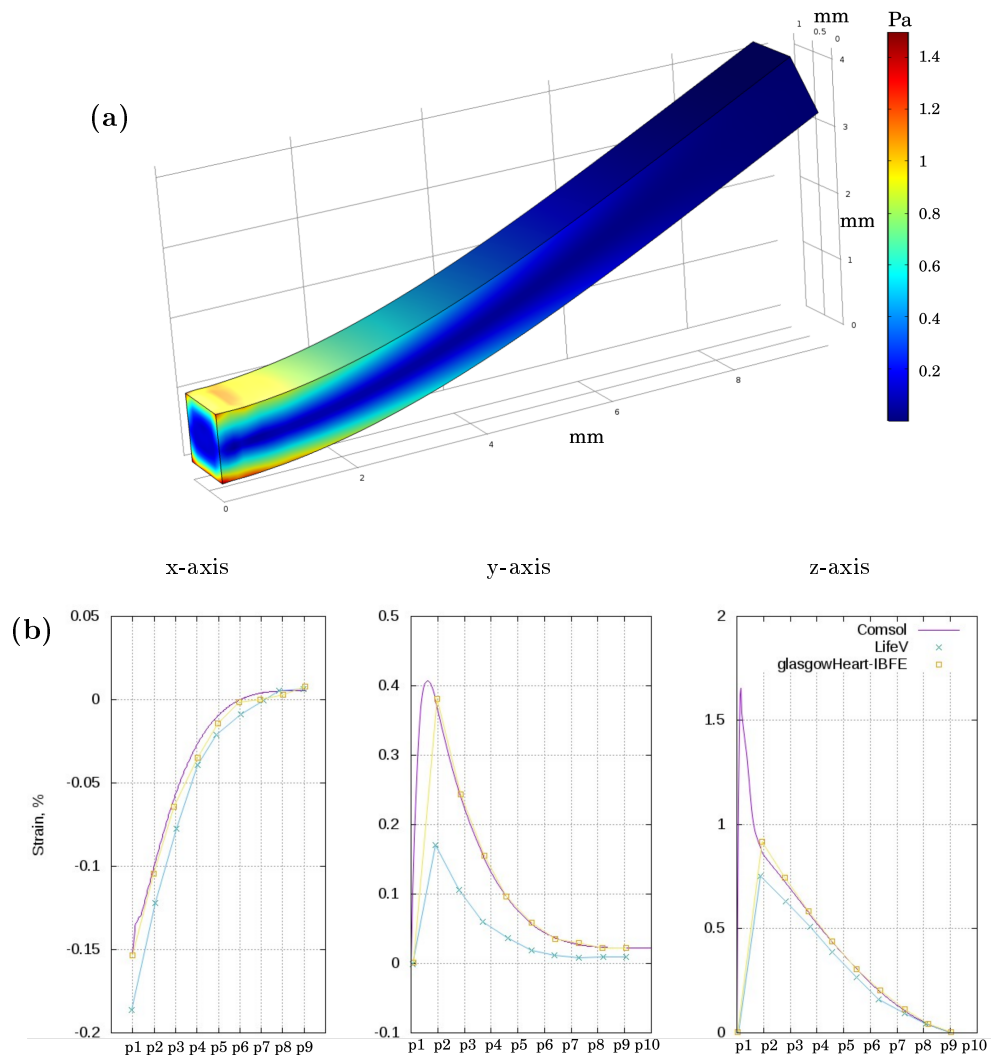 mm
Pa
1
0.5
0
4
3
2
mm
1
0
(a)
1.4
1.2
1
0.8
0.6
0.4
0.2
8
6
mm
4
2
0
x-axis
y-axis
z-axis
(b)
0.05
0
-0.05
-0.1
-0.15
-0.2
Strain, %
p1 p2 p3 p4 p5 p6 p7 p8 p9
0.5
0.4
0.3
0.2
0.1
0
-0.1
p1 p2 p3 p4 p5 p6 p7 p8 p9 p10
2
1.5
1
0.5
0
Comsol
LifeV
glasgowHeart-IBFE
p1 p2 p3 p4 p5 p6 p7 p8 p9 p10